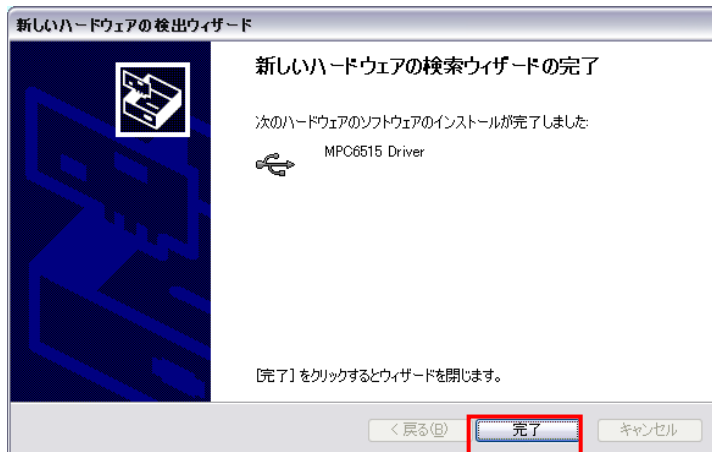 新しいハードウェアの検出ウィザード
新しいハードウェアの検索ウィザードの完了
次のハードウェアのソフトウェアのインストールが完了しました:
MPC6515 Driver
[完了] をクリックするとウィザードを閉じます。
< 戻る(B) 完了 キャンセル